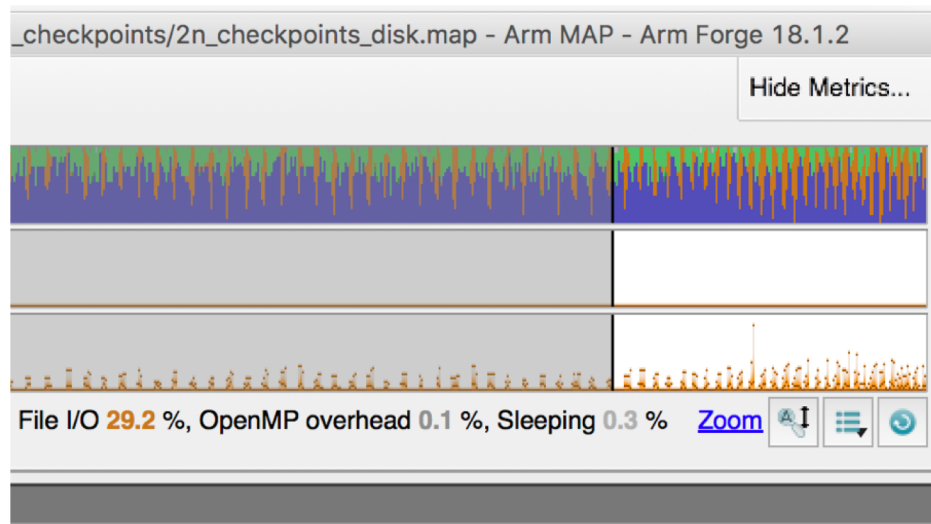 _checkpoints/2n_checkpoints_disk.map - Arm MAP - Arm Forge 18.1.2
Hide Metrics...
File I/O 29.2 %, OpenMP overhead 0.1 %, Sleeping 0.3 % Zoom